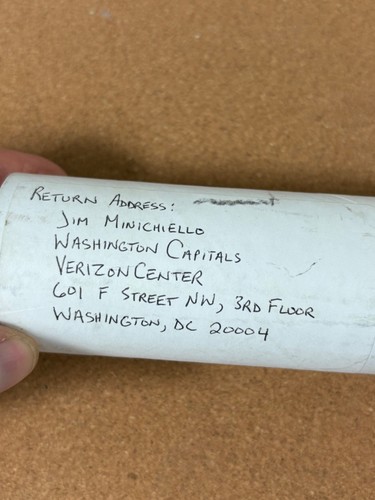 RETURN ADDRESS:
JIM MINICHIELLO
WASHINGTON CAPITALS
VERIZON CENTER
601 F STREET NW, 3RD FLOOR
WASHINGTON, DC 20004